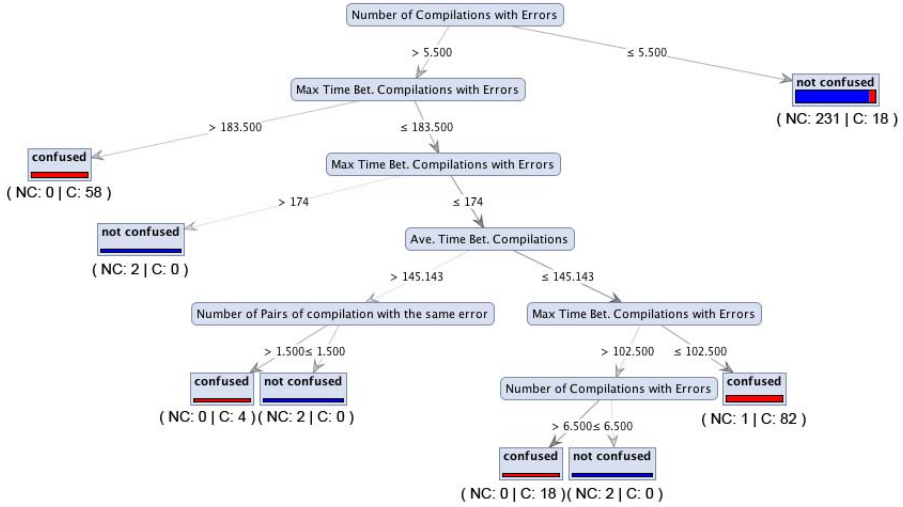 Number of Compilations with Errors
> 5.500
≤ 5.500
Max Time Bet. Compilations with Errors
not confused
( NC: 231 | C: 18 )
> 183.500
≤ 183.500
confused
( NC: 0 | C: 58 )
Max Time Bet. Compilations with Errors
> 174
≤ 174
not confused
( NC: 2 | C: 0 )
Ave. Time Bet. Compilations
> 145.143
≤ 145.143
Number of Pairs of compilation with the same error
Max Time Bet. Compilations with Errors
> 1.500
≤ 1.500
> 102.500
≤ 102.500
confused
( NC: 0 | C: 4 )
not confused
( NC: 2 | C: 0 )
Number of Compilations with Errors
confused
( NC: 1 | C: 82 )
> 6.500
≤ 6.500
confused
( NC: 0 | C: 18 )
not confused
( NC: 2 | C: 0 )